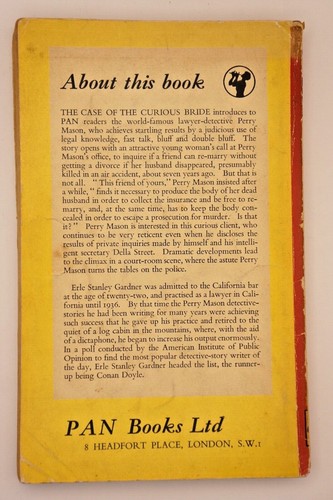 About this book
THE CASE OF THE CURIOUS BRIDE introduces to
PAN readers the world-famous lawyer-detective Perry
Mason, who achieves startling results by a judicious use of
legal knowledge, fast talk, bluff and double bluff. The
story opens with an attractive young woman's call at Perry
Mason's office, to inquire if a friend can re-marry without
getting a divorce if her husband disappeared, presumably
killed in an air accident, about seven years ago. But that is
not all. "This friend of yours," Perry Mason insisted after
a while, "finds it necessary to produce the body of her dead
husband in order to collect the insurance and be free to re-
marry, and, at the same time, has to keep the body con-
cealed in order to escape a prosecution for murder. Is that
it?" Perry Mason is interested in this curious client, who
continues to be very reticent even when he discloses the
results of private inquiries made by himself and his intelli-
gent secretary Della Street. Dramatic developments lead
to the climax in a court-room scene, where the astute Perry
Mason turns the tables on the police.
Erle Stanley Gardner was admitted to the California bar
at the age of twenty-two, and practised as a lawyer in Cali-
fornia until 1936. By that time the Perry Mason detective-
stories he had been writing for many years were achieving
such success that he gave up his practice and retired to the
quiet of a log cabin in the mountains, where, with the aid
of a dictaphone, he began to increase his output enormously.
In a poll conducted by the American Institute of Public
Opinion to find the most popular detective-story writer of
the day, Erle Stanley Gardner headed the list, the runner-
up being Conan Doyle.
PAN Books Ltd
8 HEADFORT PLACE, LONDON, S.W.1